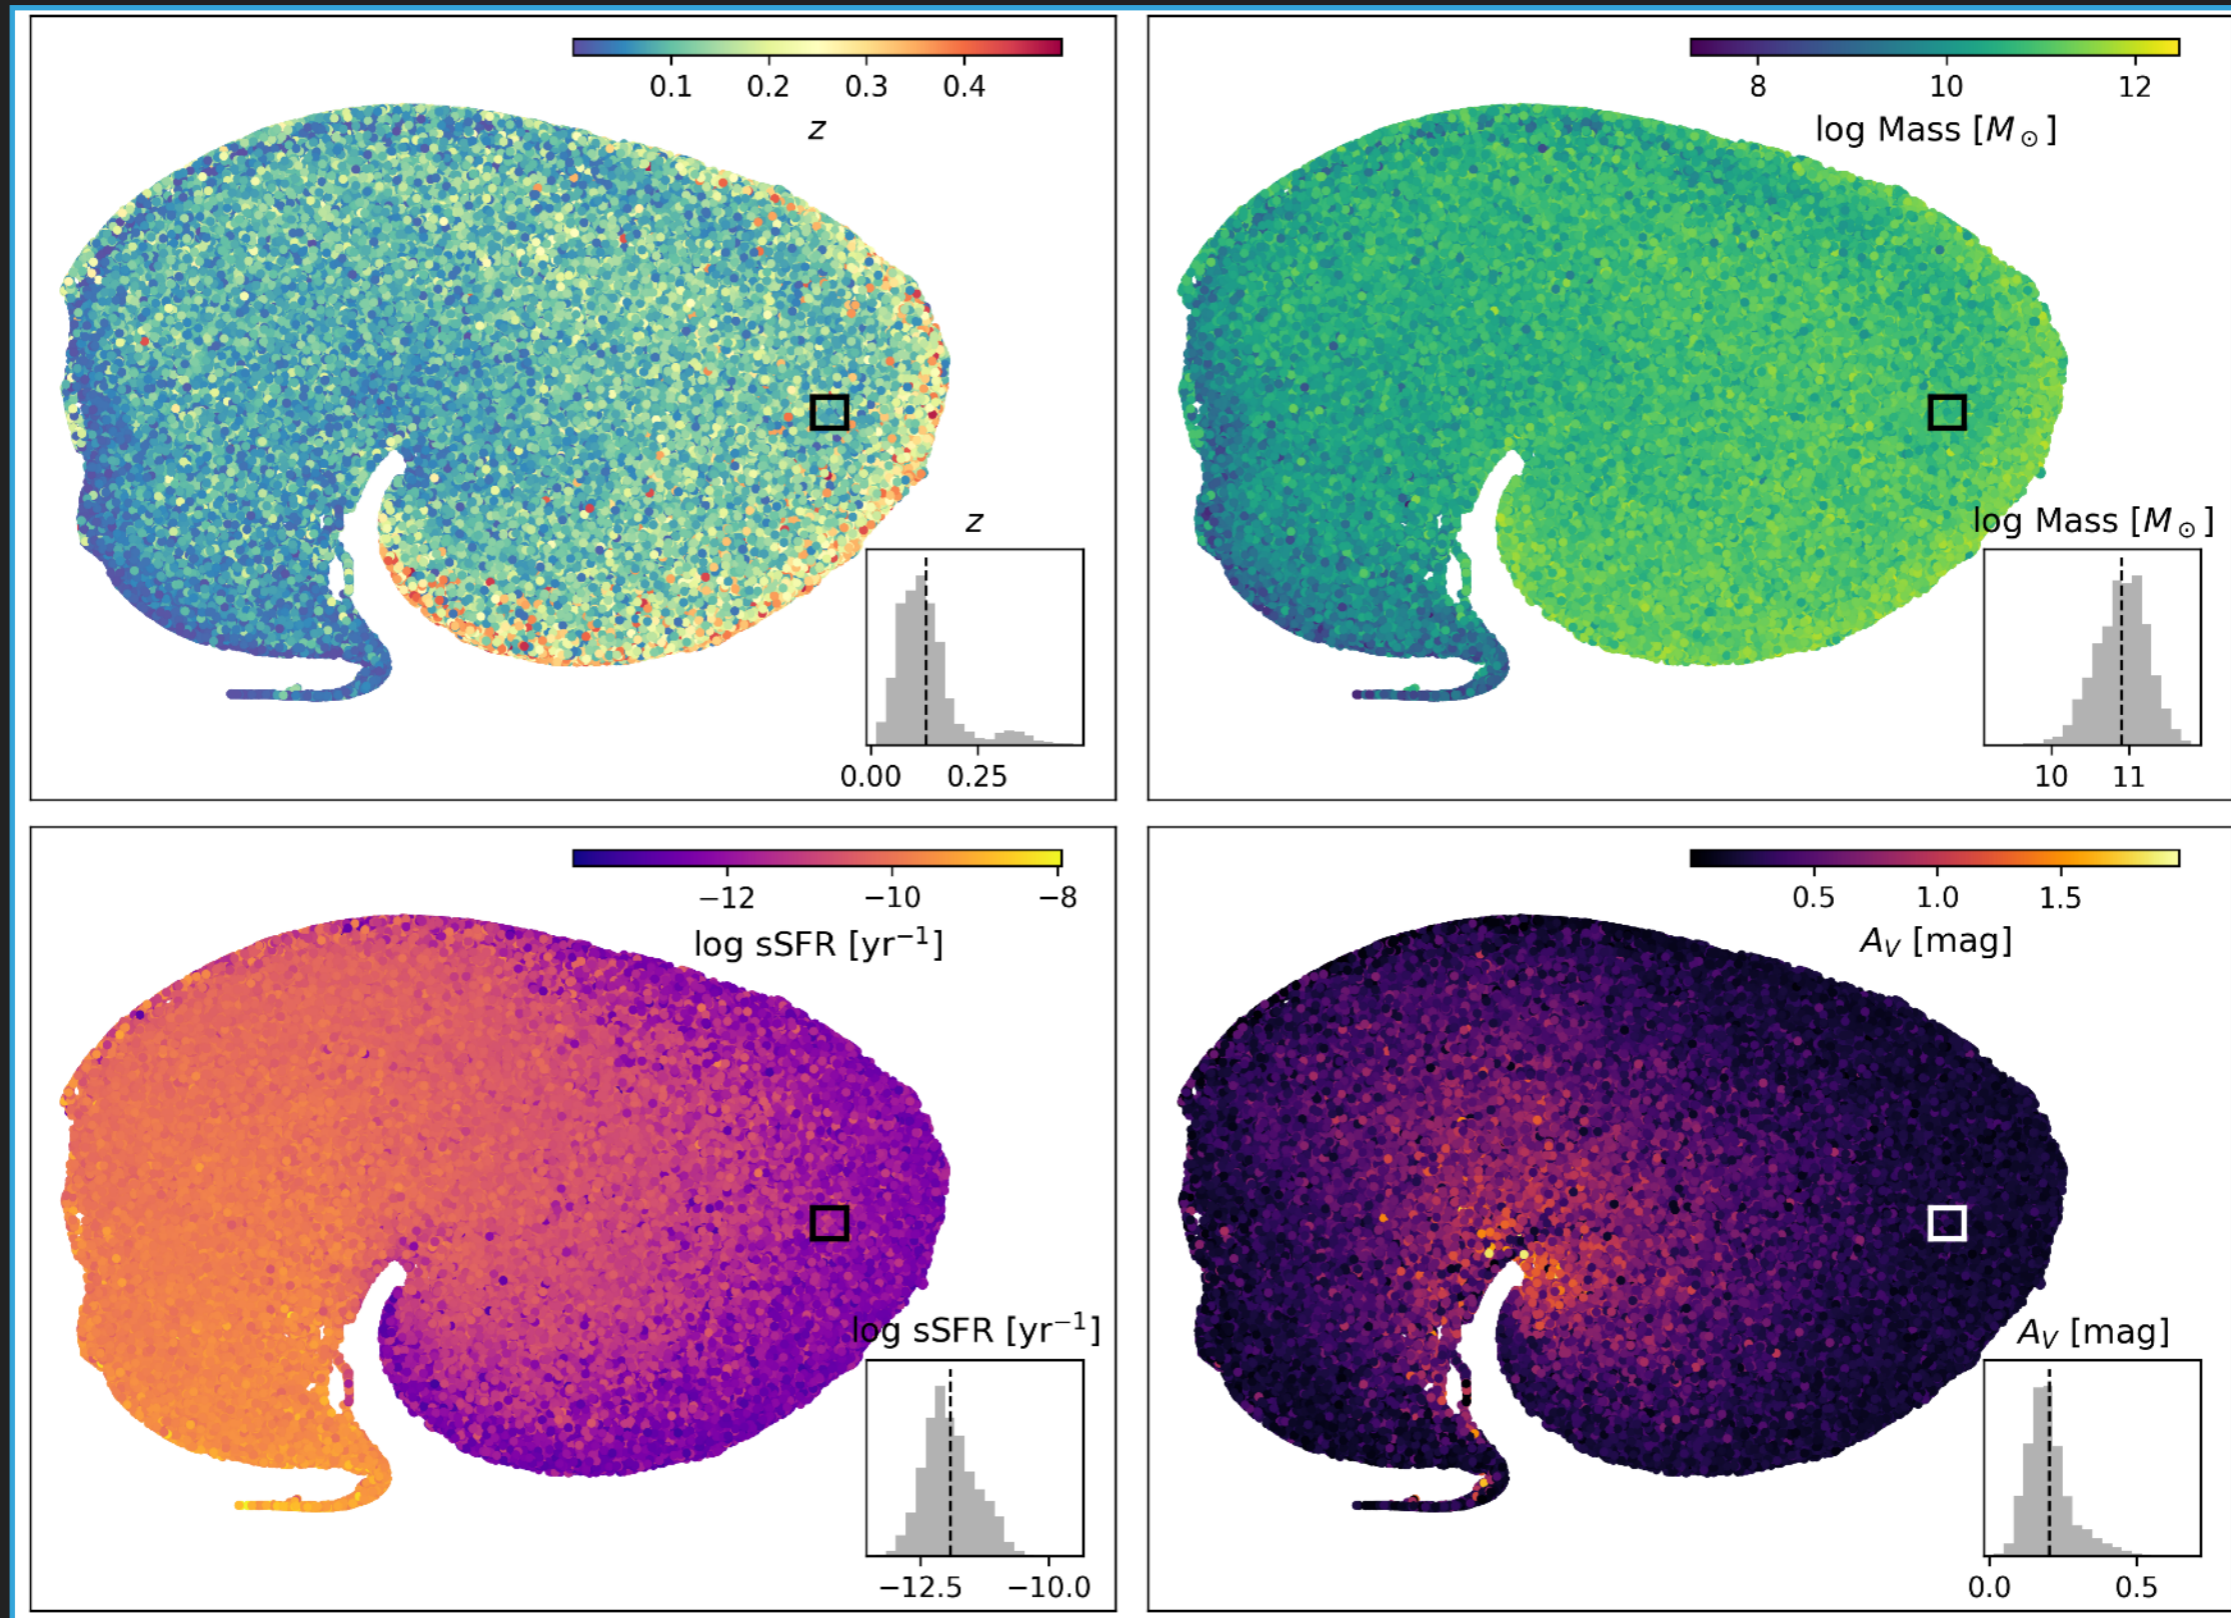 0.1 0.2 0.3 0.4
z
z
0.00 0.25
8 10 12
log Mass [M⊙]
log Mass [M⊙]
10 11
−12 −10 −8
log sSFR [yr⁻¹]
log sSFR [yr⁻¹]
−12.5 −10.0
0.5 1.0 1.5
A_V [mag]
A_V [mag]
0.0 0.5